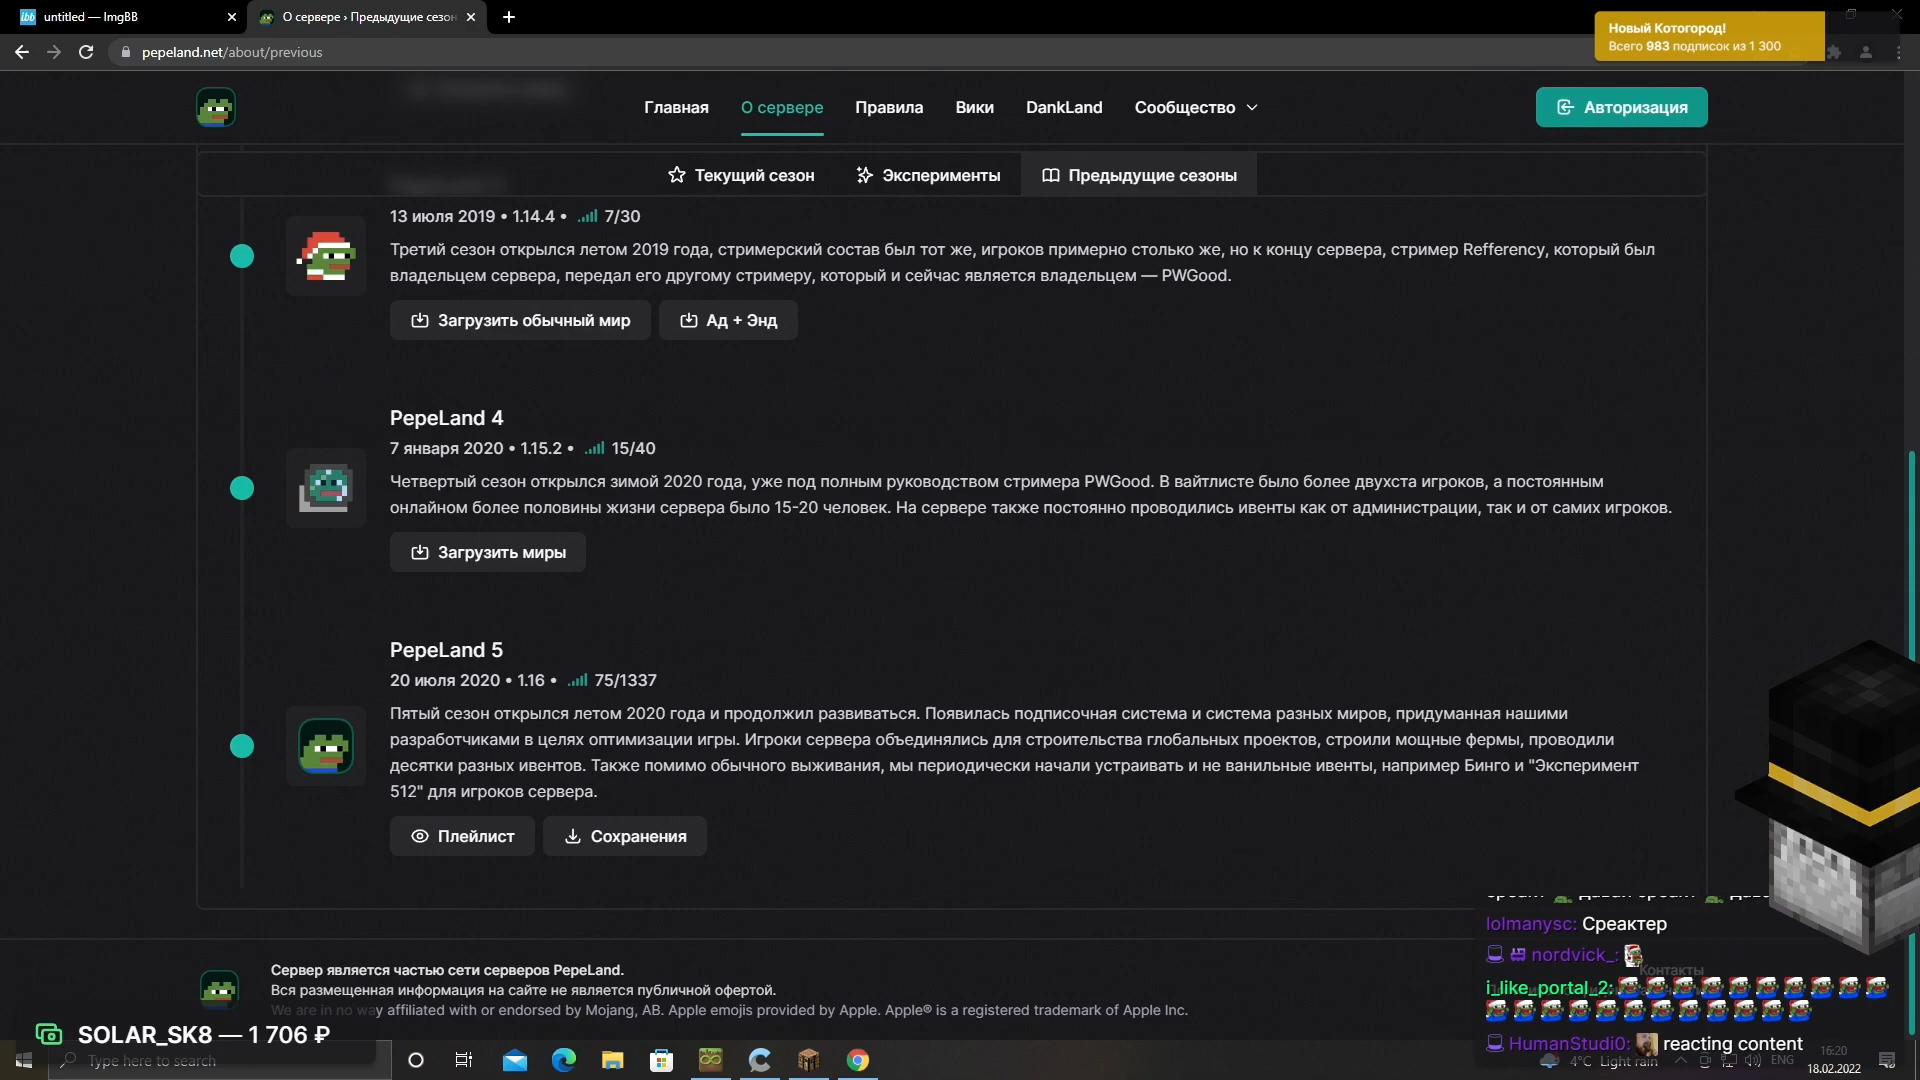 untitled — ImgBB
О сервере › Предыдущие сезон
pepeland.net/about/previous
Новый Котогород!
Всего 983 подписок из 1 300
Главная
О сервере
Правила
Вики
DankLand
Сообщество
Авторизация
Текущий сезон
Эксперименты
Предыдущие сезоны
13 июля 2019 • 1.14.4 • 7/30
Третий сезон открылся летом 2019 года, стримерский состав был тот же, игроков примерно столько же, но к концу сервера, стример Refferency, который был
владельцем сервера, передал его другому стримеру, который и сейчас является владельцем — PWGood.
Загрузить обычный мир
Ад + Энд
PepeLand 4
7 января 2020 • 1.15.2 • 15/40
Четвертый сезон открылся зимой 2020 года, уже под полным руководством стримера PWGood. В вайтлисте было более двухста игроков, а постоянным
онлайном более половины жизни сервера было 15-20 человек. На сервере также постоянно проводились ивенты как от администрации, так и от самих игроков.
Загрузить миры
PepeLand 5
20 июля 2020 • 1.16 • 75/1337
Пятый сезон открылся летом 2020 года и продолжил развиваться. Появилась подписочная система и система разных миров, придуманная нашими
разработчиками в целях оптимизации игры. Игроки сервера объединялись для строительства глобальных проектов, строили мощные фермы, проводили
десятки разных ивентов. Также помимо обычного выживания, мы периодически начали устраивать и не ванильные ивенты, например Бинго и "Эксперимент
512" для игроков сервера.
Плейлист
Сохранения
lolmanysc: Среактер
nordvick_:
Контакты
i_like_portal_2:
HumanStudi0: reacting content
Сервер является частью сети серверов PepeLand.
Вся размещенная информация на сайте не является публичной офертой.
We are in no way affiliated with or endorsed by Mojang, AB. Apple emojis provided by Apple. Apple® is a registered trademark of Apple Inc.
SOLAR_SK8 — 1 706 ₽
Type here to search
4°C Light rain
ENG
16:20
18.02.2022